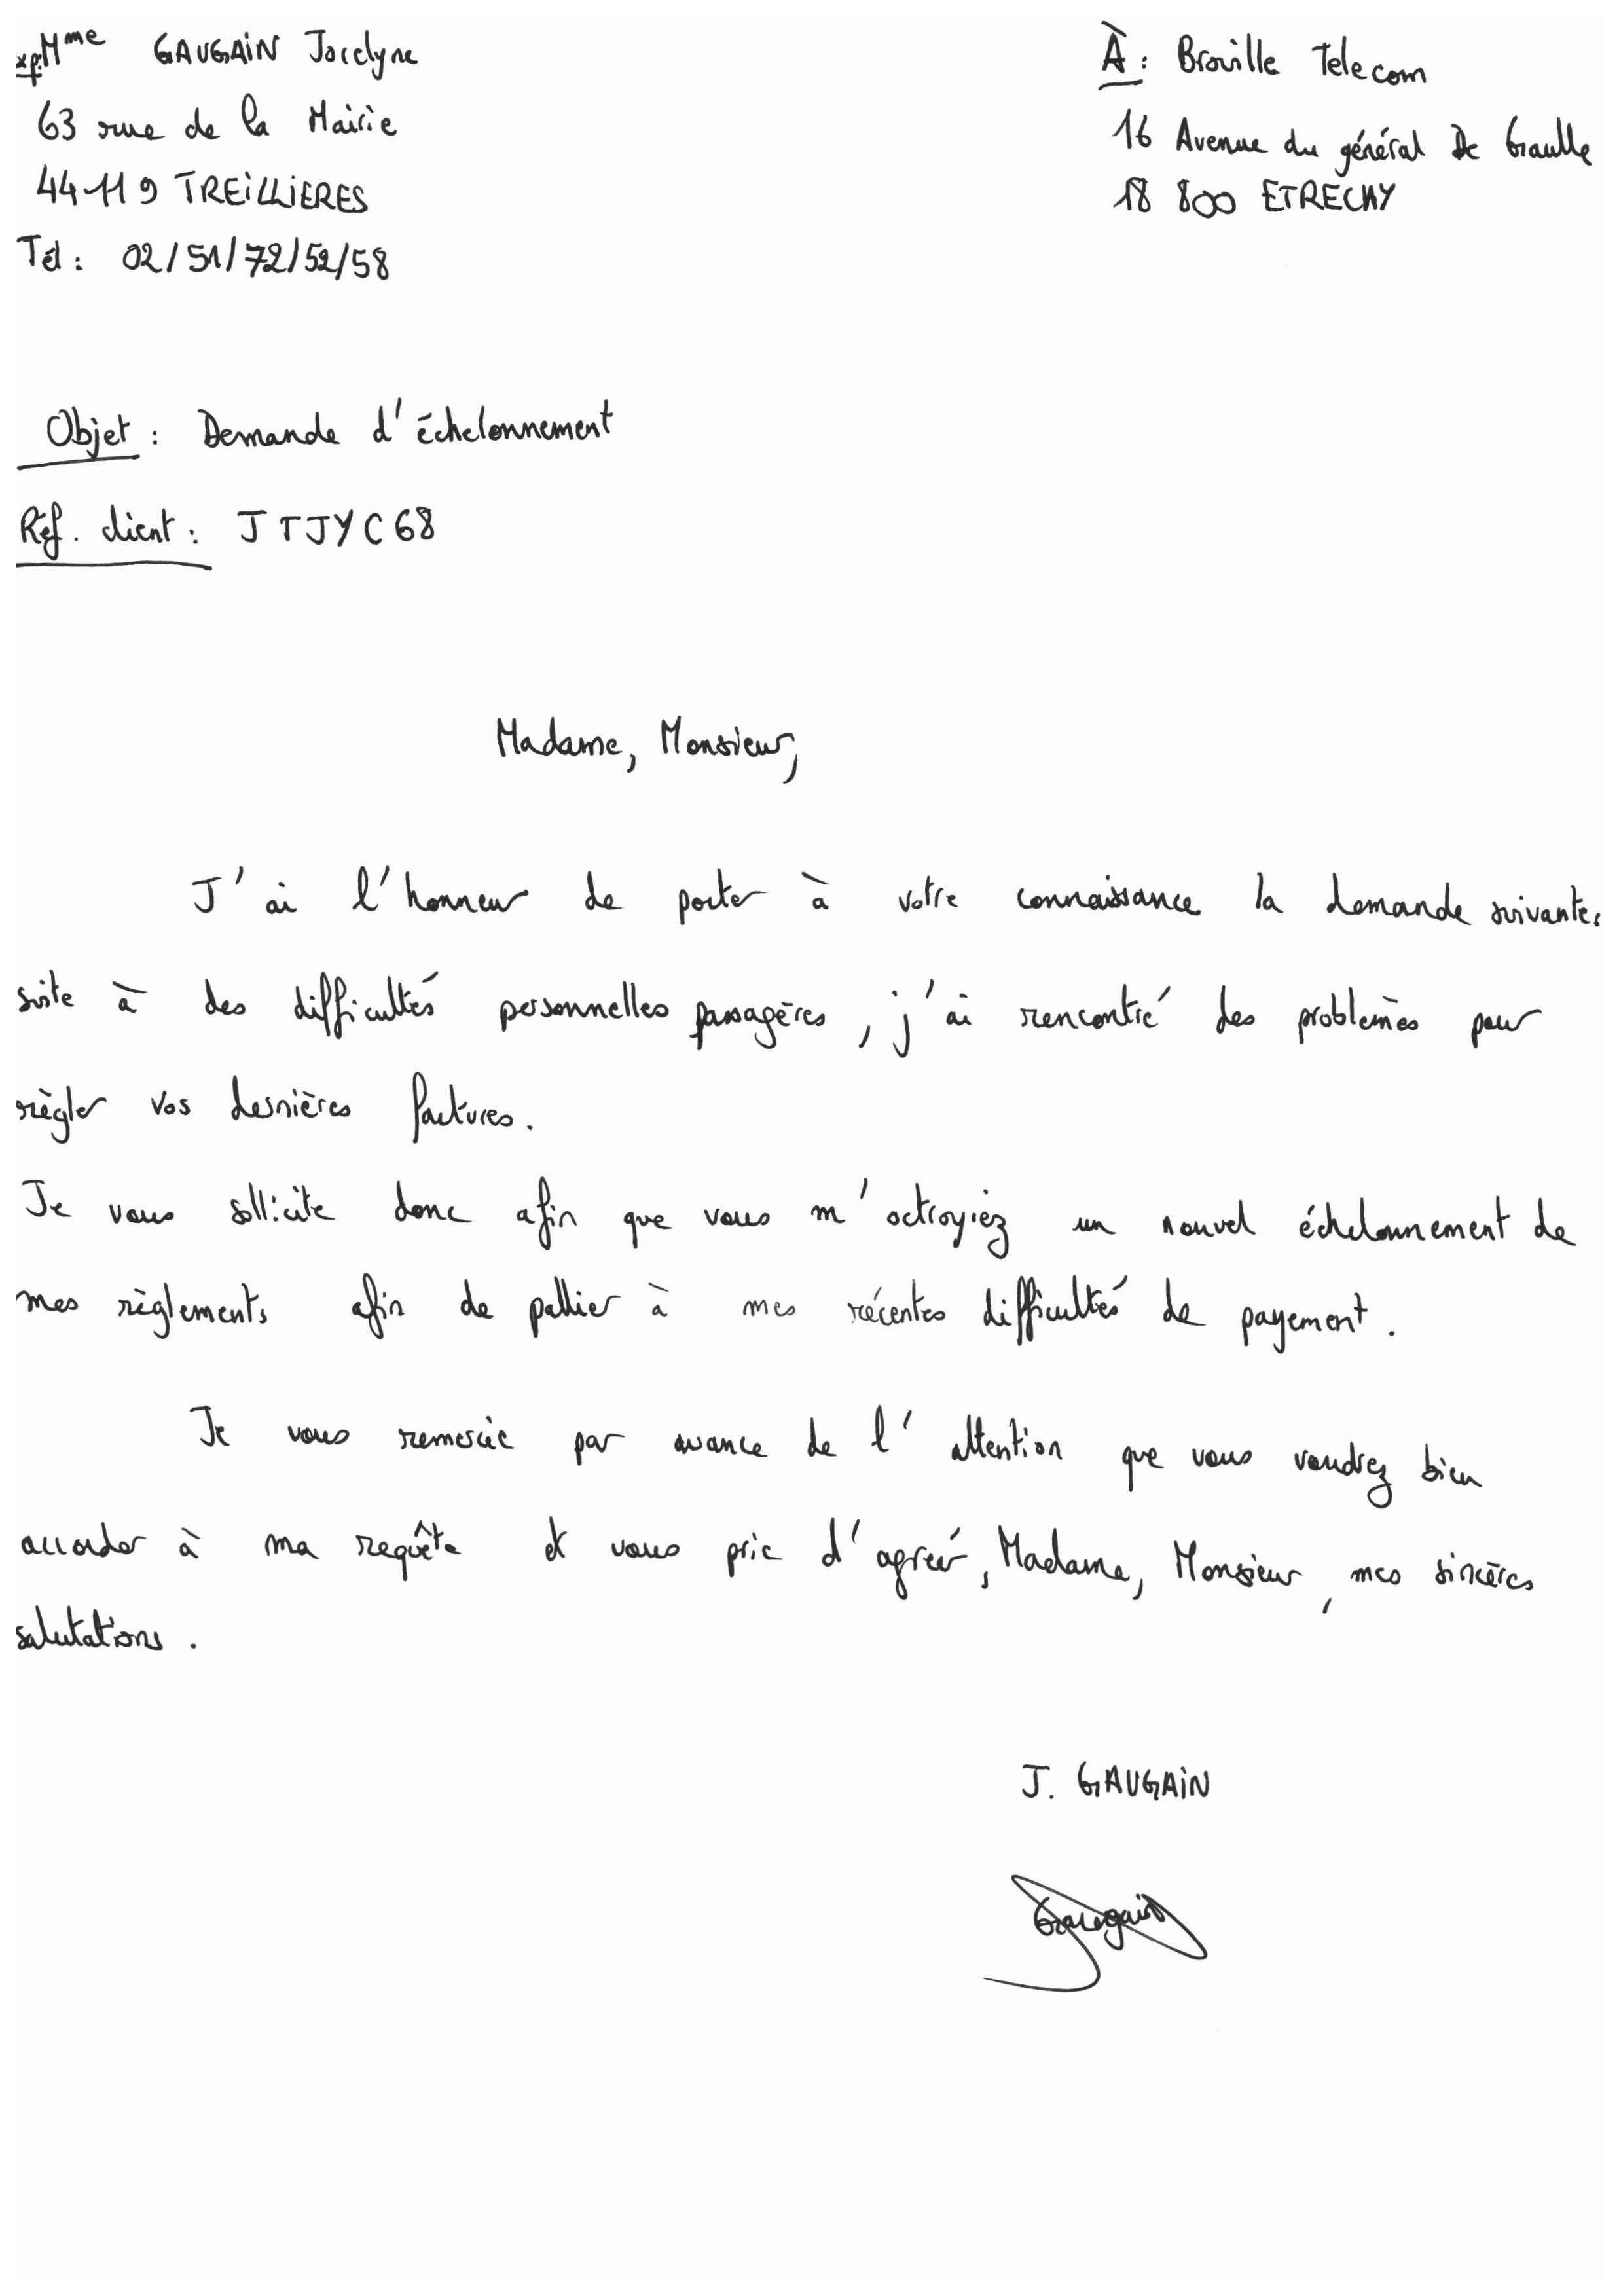 xp: Mme GAUGAIN Jocelyne
63 rue de la Mairie
44119 TREILLIERES
Tél : 02/51/72/52/58
À : Brouille Telecom
16 Avenue du général De Gaulle
18 800 ETRECHY
Objet : Demande d'échelonnement
Réf. client : JTJYC68
Madame, Monsieur,
J'ai l'honneur de porter à votre connaissance la demande suivante.
suite à des difficultés personnelles passagères, j'ai rencontré des problèmes pour
règler vos dernières factures.
Je vous sollicite donc afin que vous m'octroyiez un nouvel échelonnement de
mes règlements afin de pallier à mes récentes difficultés de payement.
Je vous remercie par avance de l'attention que vous voudrez bien
accorder à ma requête et vous prie d'agréer, Madame, Monsieur, mes sincères
salutations.
J. GAUGAIN
Gaugain